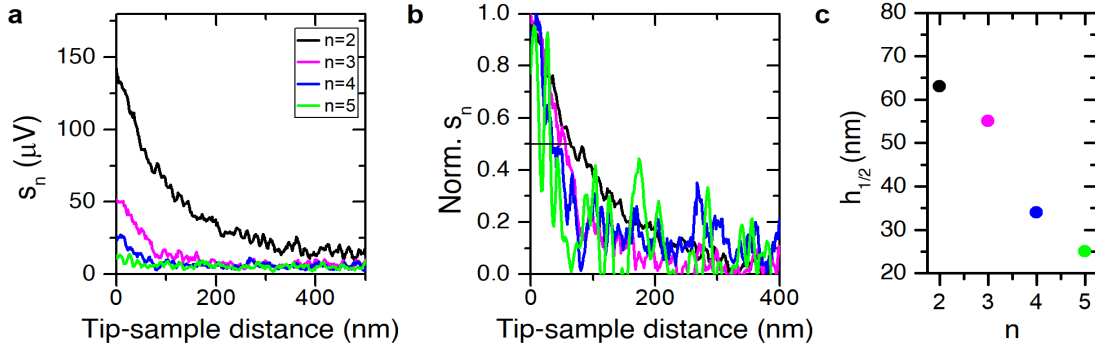 a
150
100
50
0
s_n (μV)
n=2
n=3
n=4
n=5
0 200 400
Tip-sample distance (nm)
b
1.0
0.8
0.6
0.4
0.2
0.0
Norm. s_n
0 100 200 300 400
Tip-sample distance (nm)
c
80
70
60
50
40
30
20
h_1/2 (nm)
2 3 4 5
n